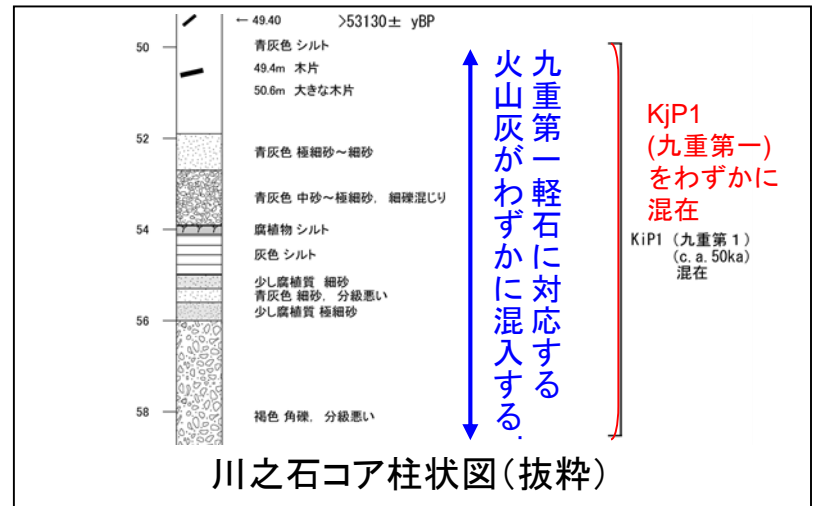 ← 49.40　>53130± yBP
50
青灰色 シルト
49.4m 木片
50.6m 大きな木片
52
青灰色 極細砂～細砂
青灰色 中砂～極細砂， 細礫混じり
54
腐植物 シルト
灰色 シルト
少し腐植質 細砂
青灰色 細砂， 分級悪い
少し腐植質 極細砂
56
58
褐色 角礫， 分級悪い
九重第一軽石に対応する
火山灰がわずかに混入する．
KjP1
(九重第一)
をわずかに
混在
KiP1 （九重第１）
(c.a.50ka)
混在
川之石コア柱状図（抜粋）